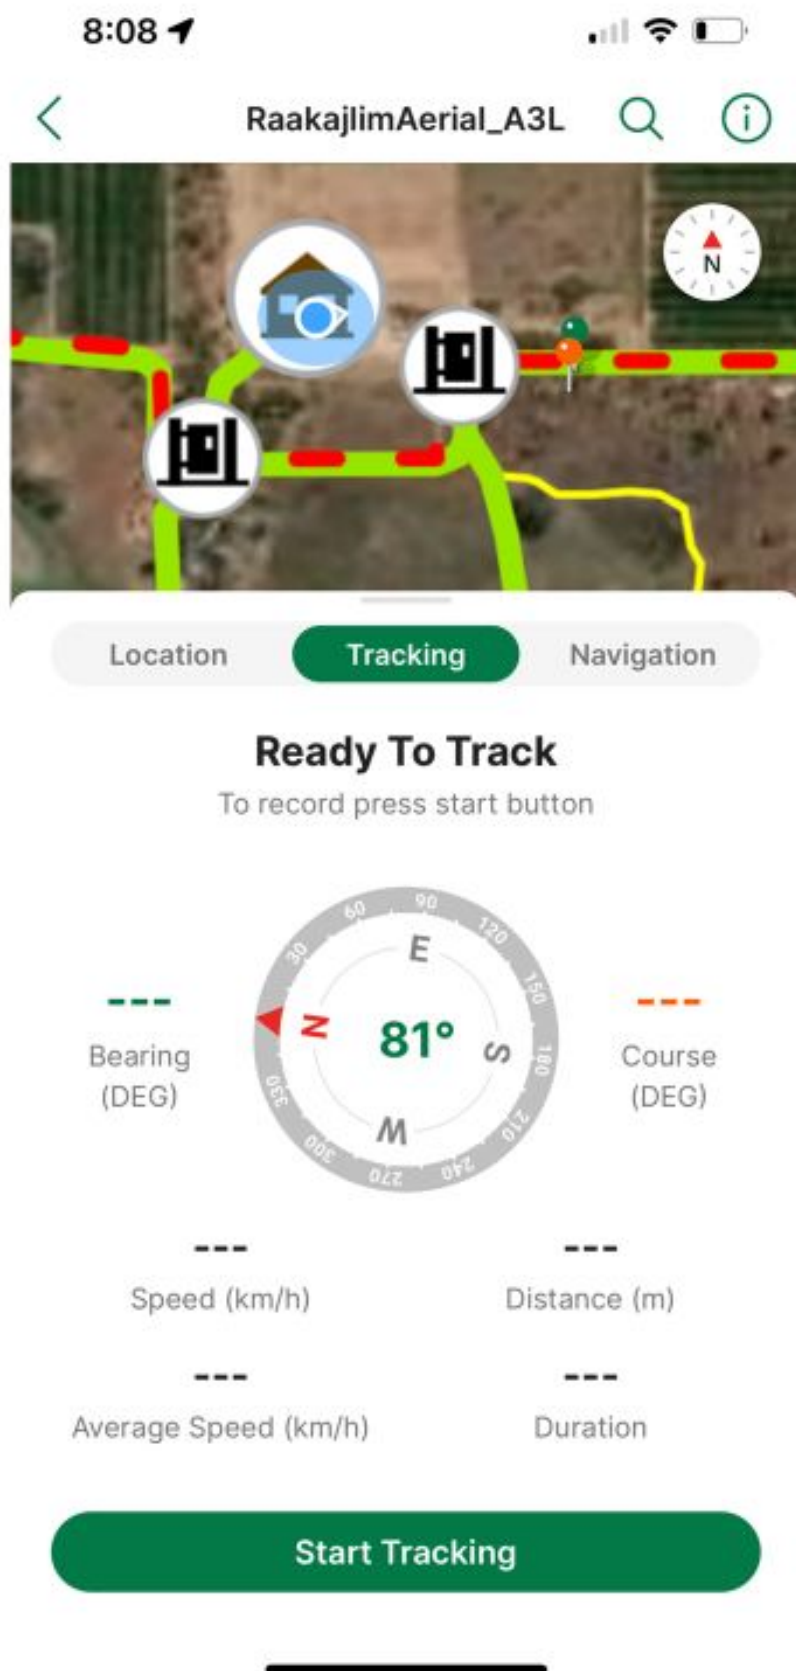 8:08
RaakajlimAerial_A3L
N
Location Tracking Navigation
Ready To Track
To record press start button
30 60 90 120 150 180 210 240 270 300 330
N E S W
81°
---
Bearing
(DEG)
---
Course
(DEG)
--- ---
Speed (km/h) Distance (m)
--- ---
Average Speed (km/h) Duration
Start Tracking